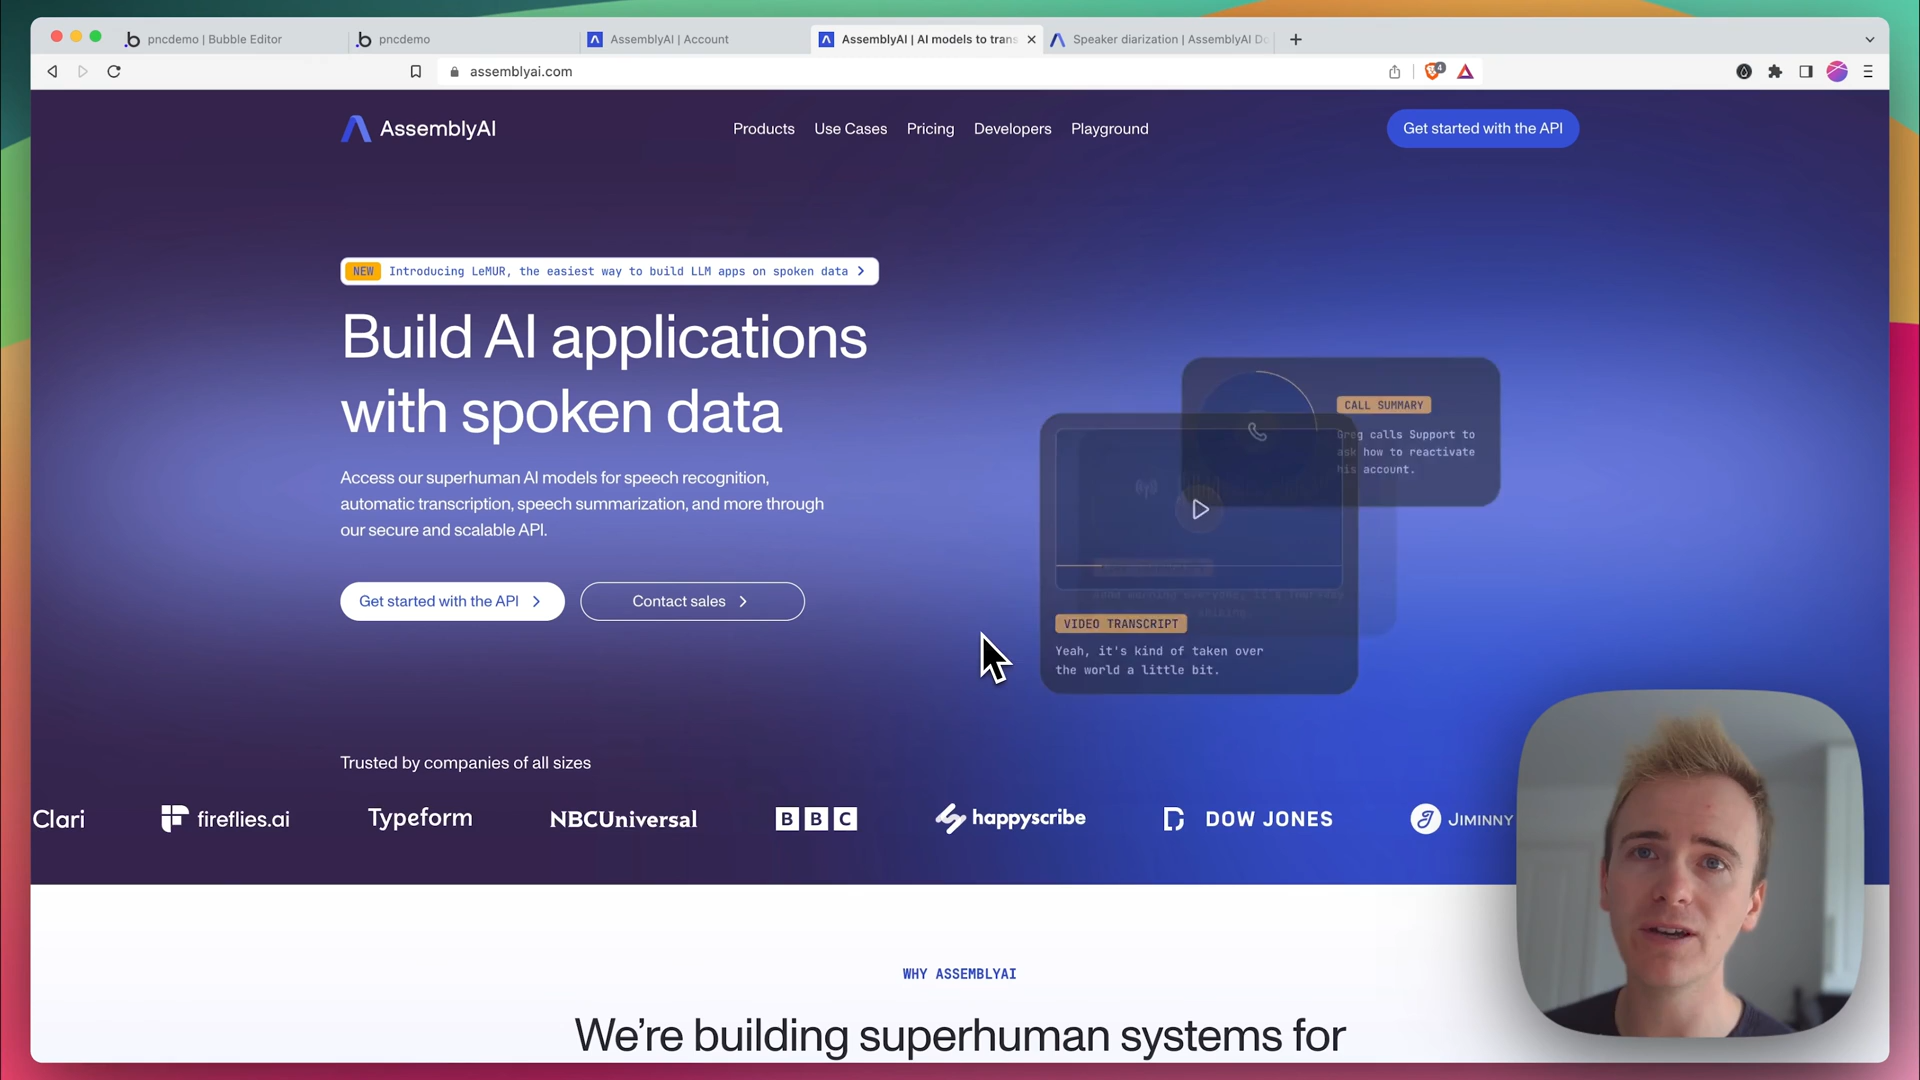 pncdemo | Bubble Editor
pncdemo
AssemblyAI | Account
AssemblyAI | AI models to trans
Speaker diarization | AssemblyAI Do
assemblyai.com
4
AssemblyAI
Products
Use Cases
Pricing
Developers
Playground
Get started with the API
NEW Introducing LeMUR, the easiest way to build LLM apps on spoken data
Build AI applications
with spoken data
Access our superhuman AI models for speech recognition,
automatic transcription, speech summarization, and more through
our secure and scalable API.
Get started with the API
Contact sales
CALL SUMMARY
Greg calls Support to
ask how to reactivate
his account.
VIDEO TRANSCRIPT
Yeah, it's kind of taken over
the world a little bit.
Trusted by companies of all sizes
Clari
fireflies.ai
Typeform
NBCUniversal
BBC
happyscribe
DOW JONES
JIMINNY
WHY ASSEMBLYAI
We're building superhuman systems for